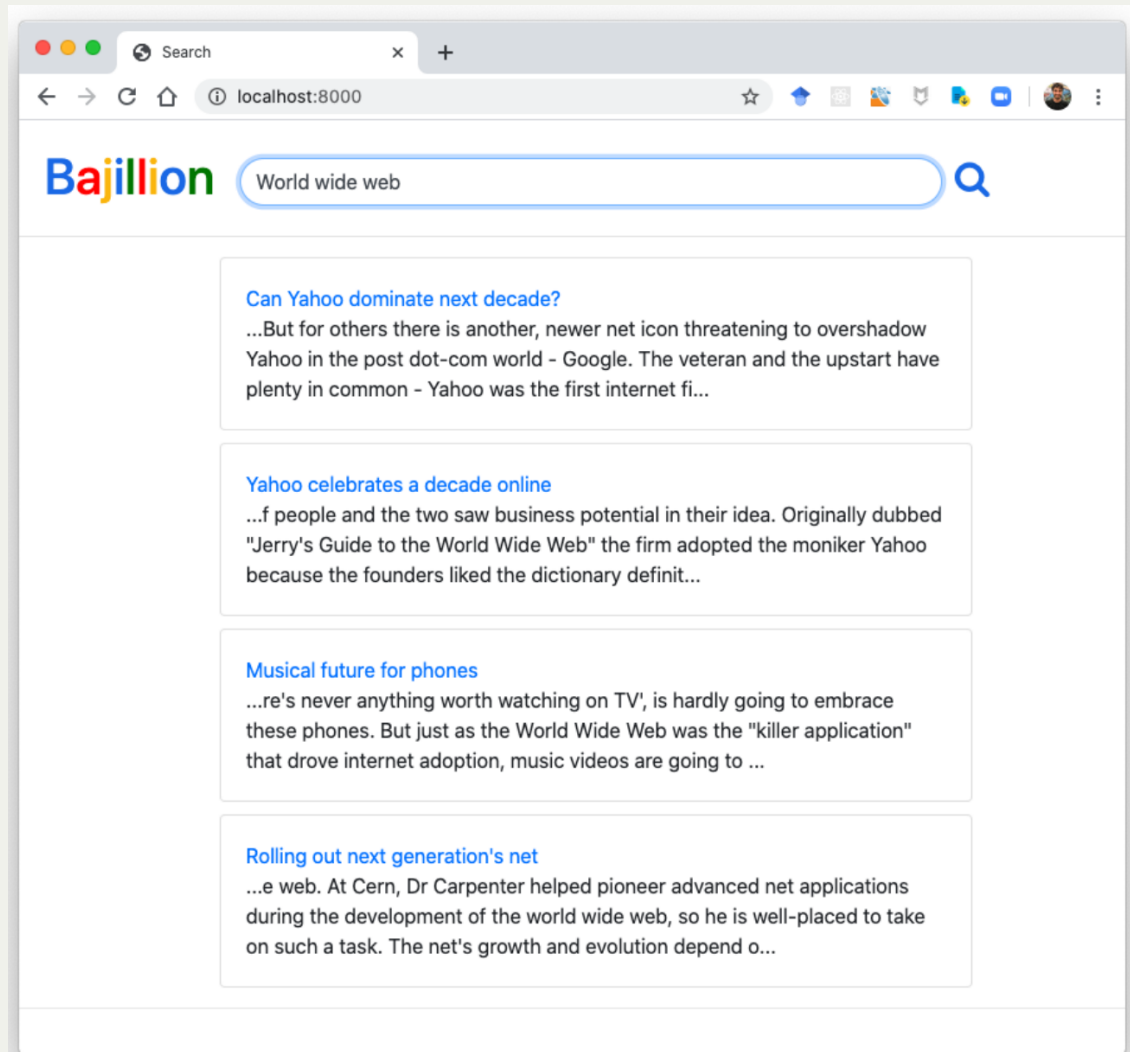 Search
localhost:8000
Bajillion
World wide web
Can Yahoo dominate next decade?
...But for others there is another, newer net icon threatening to overshadow
Yahoo in the post dot-com world - Google. The veteran and the upstart have
plenty in common - Yahoo was the first internet fi...
Yahoo celebrates a decade online
...f people and the two saw business potential in their idea. Originally dubbed
"Jerry's Guide to the World Wide Web" the firm adopted the moniker Yahoo
because the founders liked the dictionary definit...
Musical future for phones
...re's never anything worth watching on TV', is hardly going to embrace
these phones. But just as the World Wide Web was the "killer application"
that drove internet adoption, music videos are going to ...
Rolling out next generation's net
...e web. At Cern, Dr Carpenter helped pioneer advanced net applications
during the development of the world wide web, so he is well-placed to take
on such a task. The net's growth and evolution depend o...